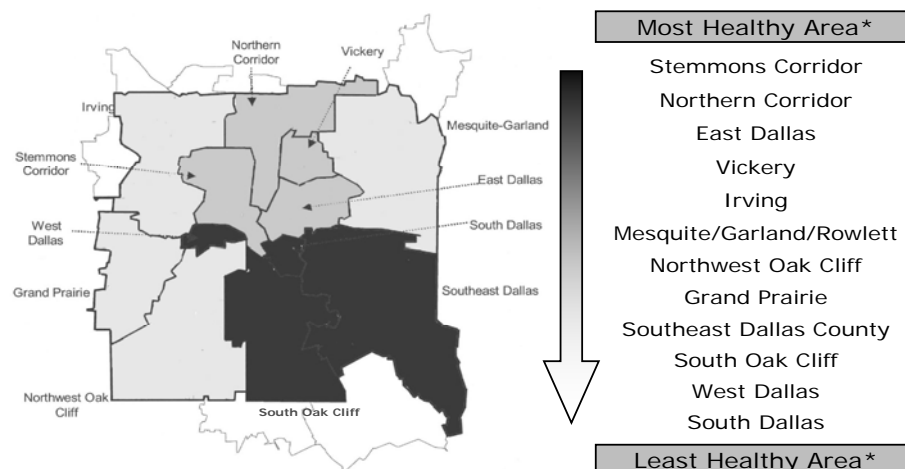 Northern
Corridor
Vickery
Irving
Mesquite-Garland
Stemmons
Corridor
East Dallas
West
Dallas
South Dallas
Grand Prairie
Southeast Dallas
Northwest Oak
Cliff
South Oak Cliff
Most Healthy Area*
Stemmons Corridor
Northern Corridor
East Dallas
Vickery
Irving
Mesquite/Garland/Rowlett
Northwest Oak Cliff
Grand Prairie
Southeast Dallas County
South Oak Cliff
West Dallas
South Dallas
Least Healthy Area*